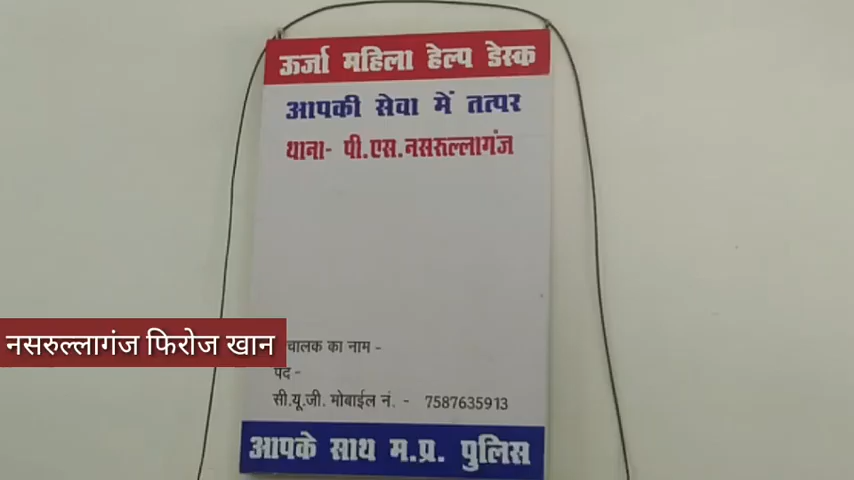 ऊर्जा महिला हेल्प डेस्क
आपकी सेवा में तत्पर
थाना- पी.एस.नसरुल्लागंज
नसरुल्लागंज फिरोज खान
चालक का नाम -
पद -
सी.यू.जी. मोबाईल नं. - 7587635913
आपके साथ म.प्र. पुलिस